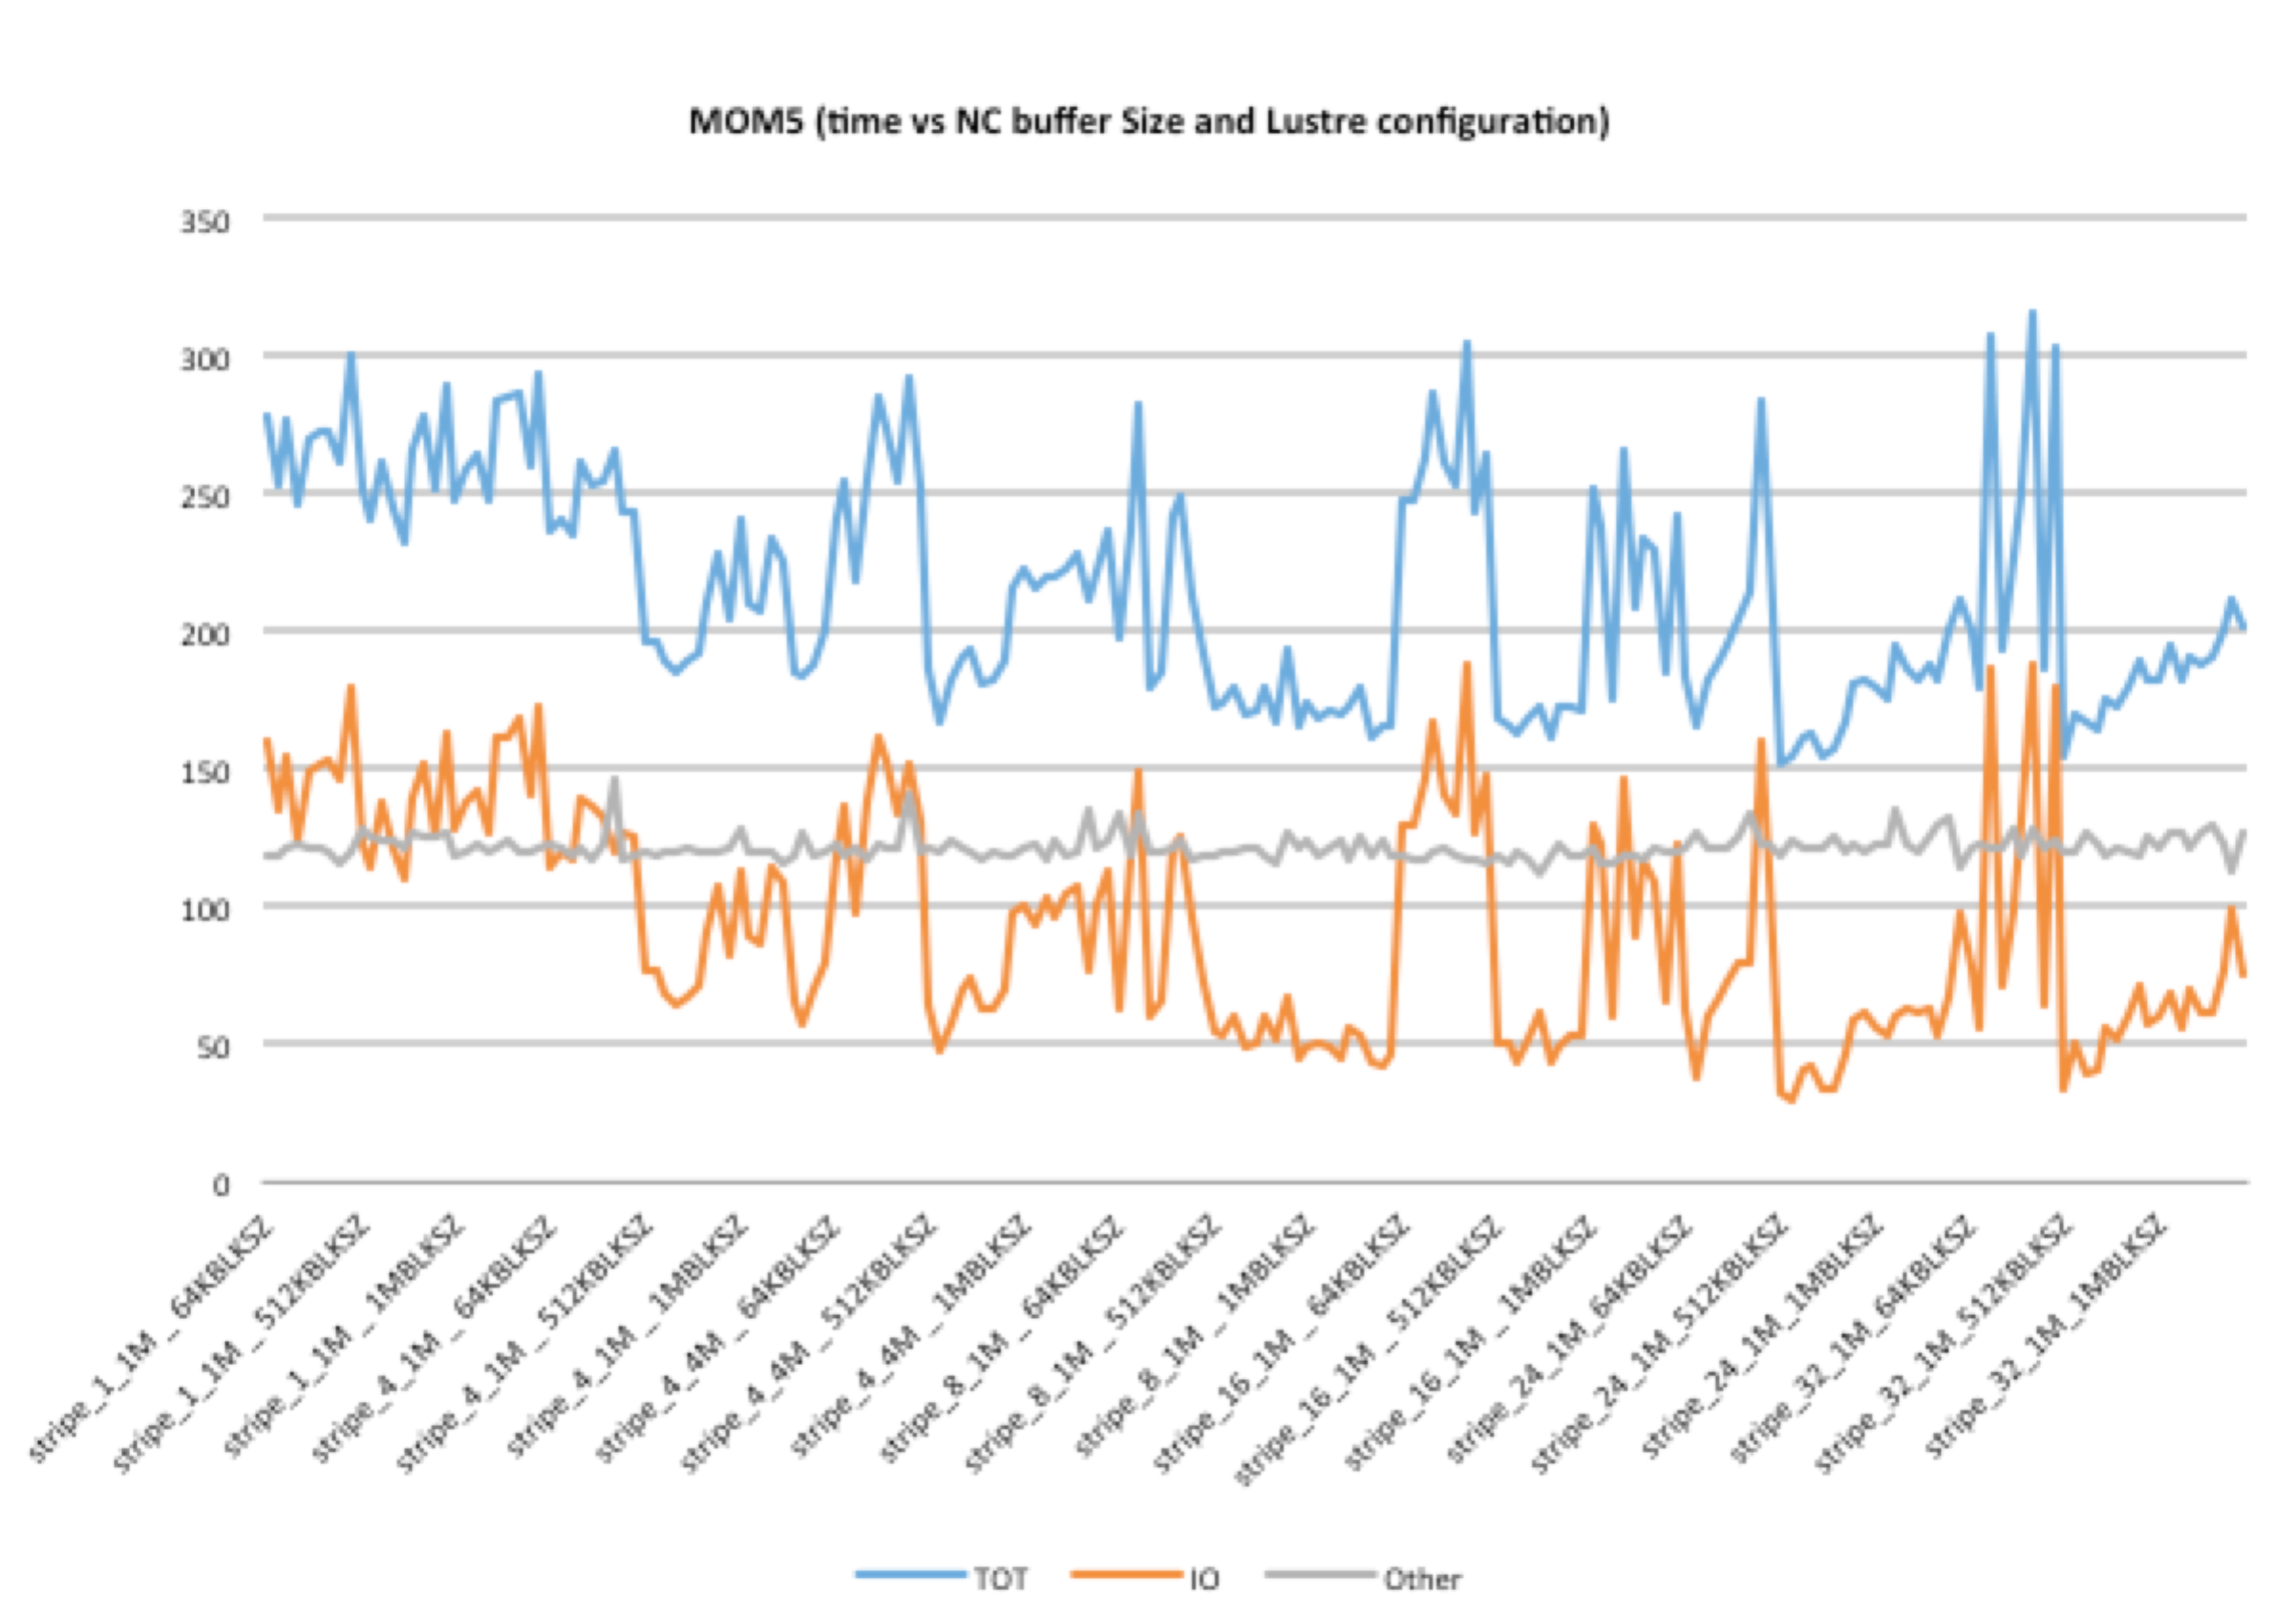 MOM5 (time vs NC buffer Size and Lustre configuration)
350
300
250
200
150
100
50
0
stripe_1_1M _ 64KBLKSZ
stripe_1_1M _ 512KBLKSZ
stripe_1_1M _ 1MBLKSZ
stripe_4_1M _ 64KBLKSZ
stripe_4_1M _ 512KBLKSZ
stripe_4_1M _ 1MBLKSZ
stripe_4_4M _ 64KBLKSZ
stripe_4_4M _ 512KBLKSZ
stripe_4_4M _ 1MBLKSZ
stripe_8_1M _ 64KBLKSZ
stripe_8_1M _ 512KBLKSZ
stripe_8_1M _ 1MBLKSZ
stripe_16_1M _ 64KBLKSZ
stripe_16_1M _ 512KBLKSZ
stripe_16_1M _ 1MBLKSZ
stripe_24_1M_64KBLKSZ
stripe_24_1M_512KBLKSZ
stripe_24_1M_1MBLKSZ
stripe_32_1M_64KBLKSZ
stripe_32_1M_512KBLKSZ
stripe_32_1M_1MBLKSZ
TOT IO Other